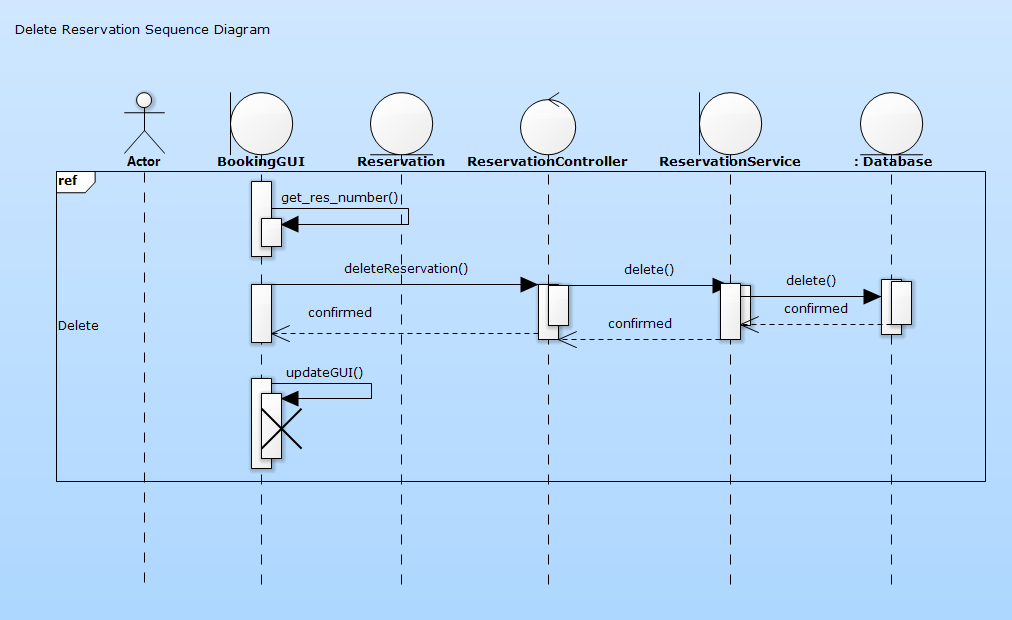 Delete Reservation Sequence Diagram
Actor
BookingGUI
Reservation
ReservationController
ReservationService
: Database
ref
get_res_number()
deleteReservation()
delete()
delete()
confirmed
confirmed
confirmed
Delete
updateGUI()